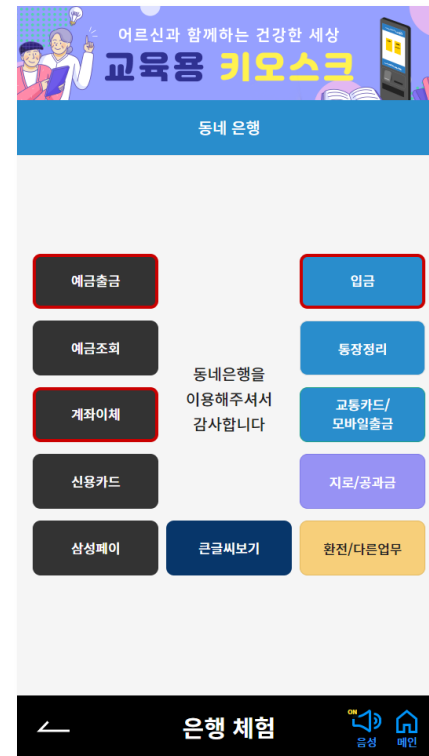 어르신과 함께하는 건강한 세상
교육용 키오스크
동네 은행
예금출금
입금
예금조회
통장정리
동네은행을
이용해주셔서
감사합니다
계좌이체
교통카드/
모바일출금
신용카드
지로/공과금
삼성페이
큰글씨보기
환전/다른업무
은행 체험
ON
음성
메인